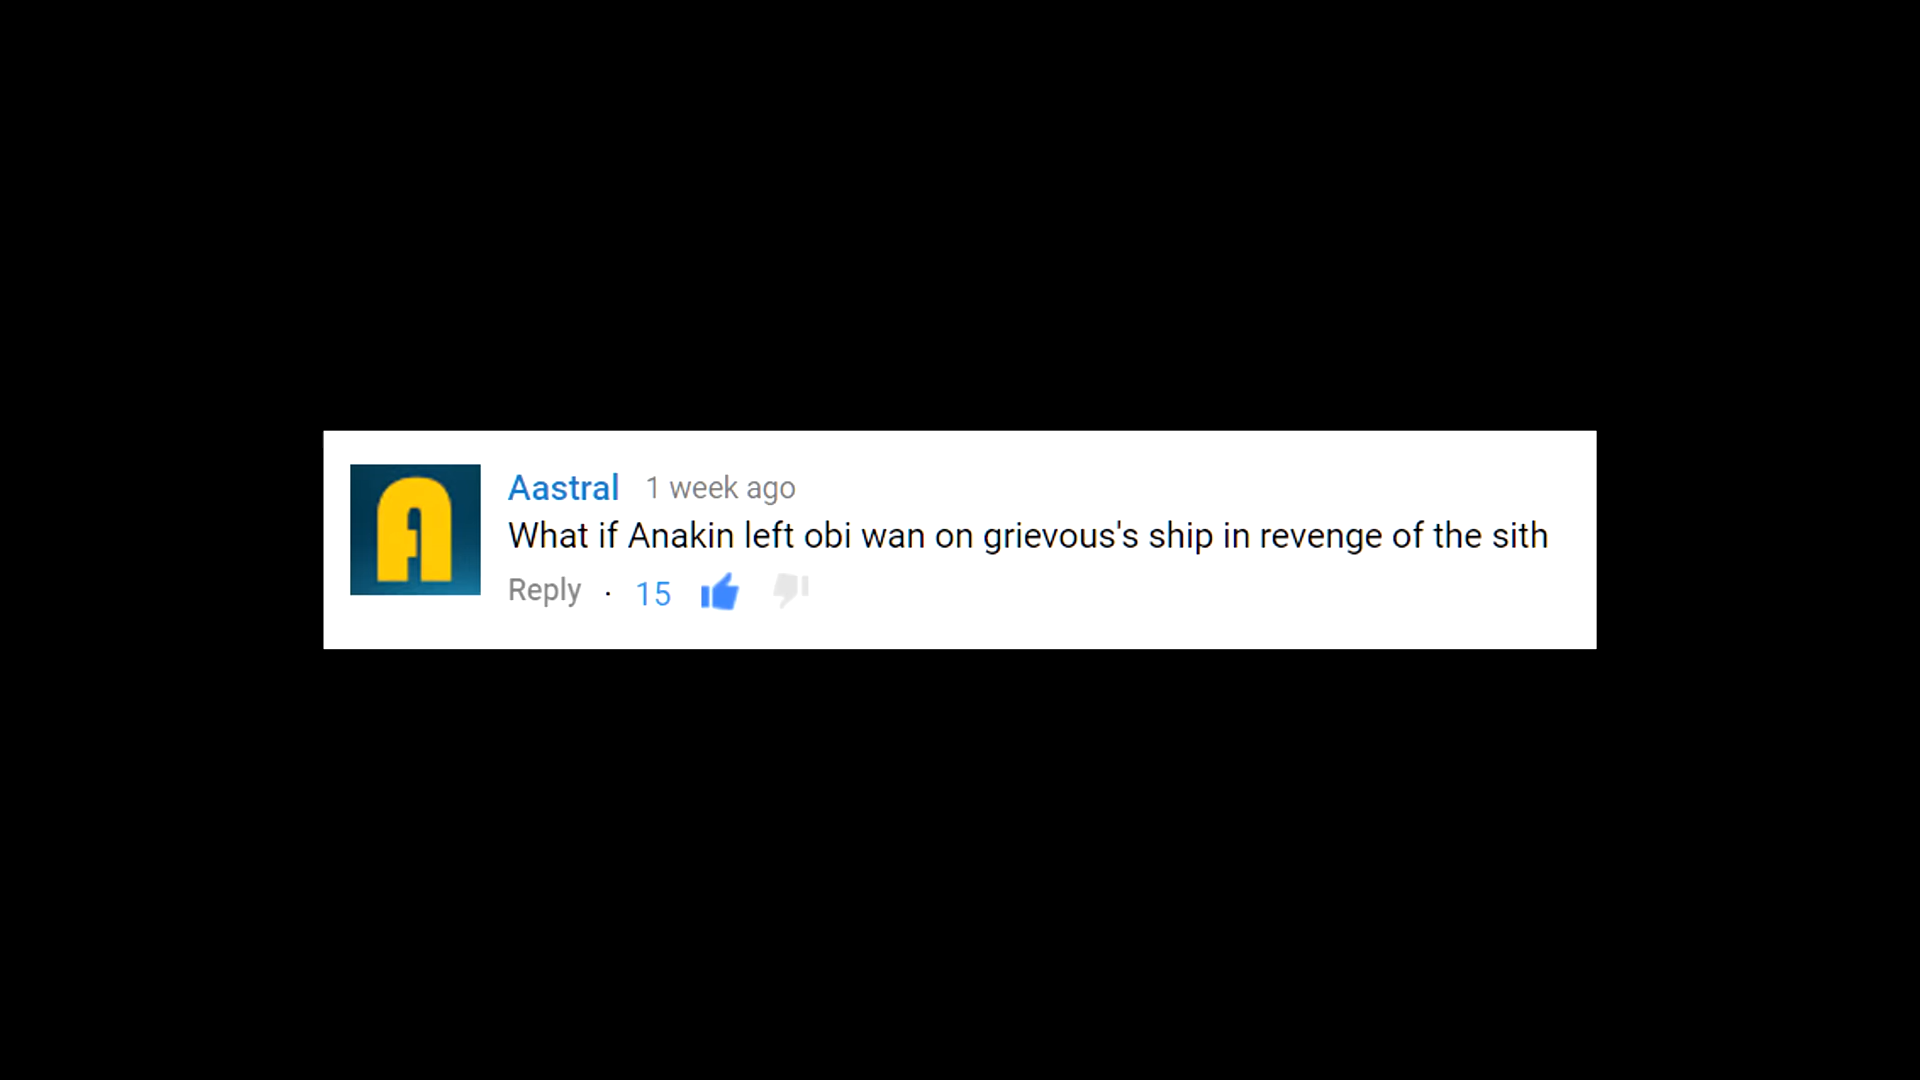 A
Aastral 1 week ago
What if Anakin left obi wan on grievous's ship in revenge of the sith
Reply · 15